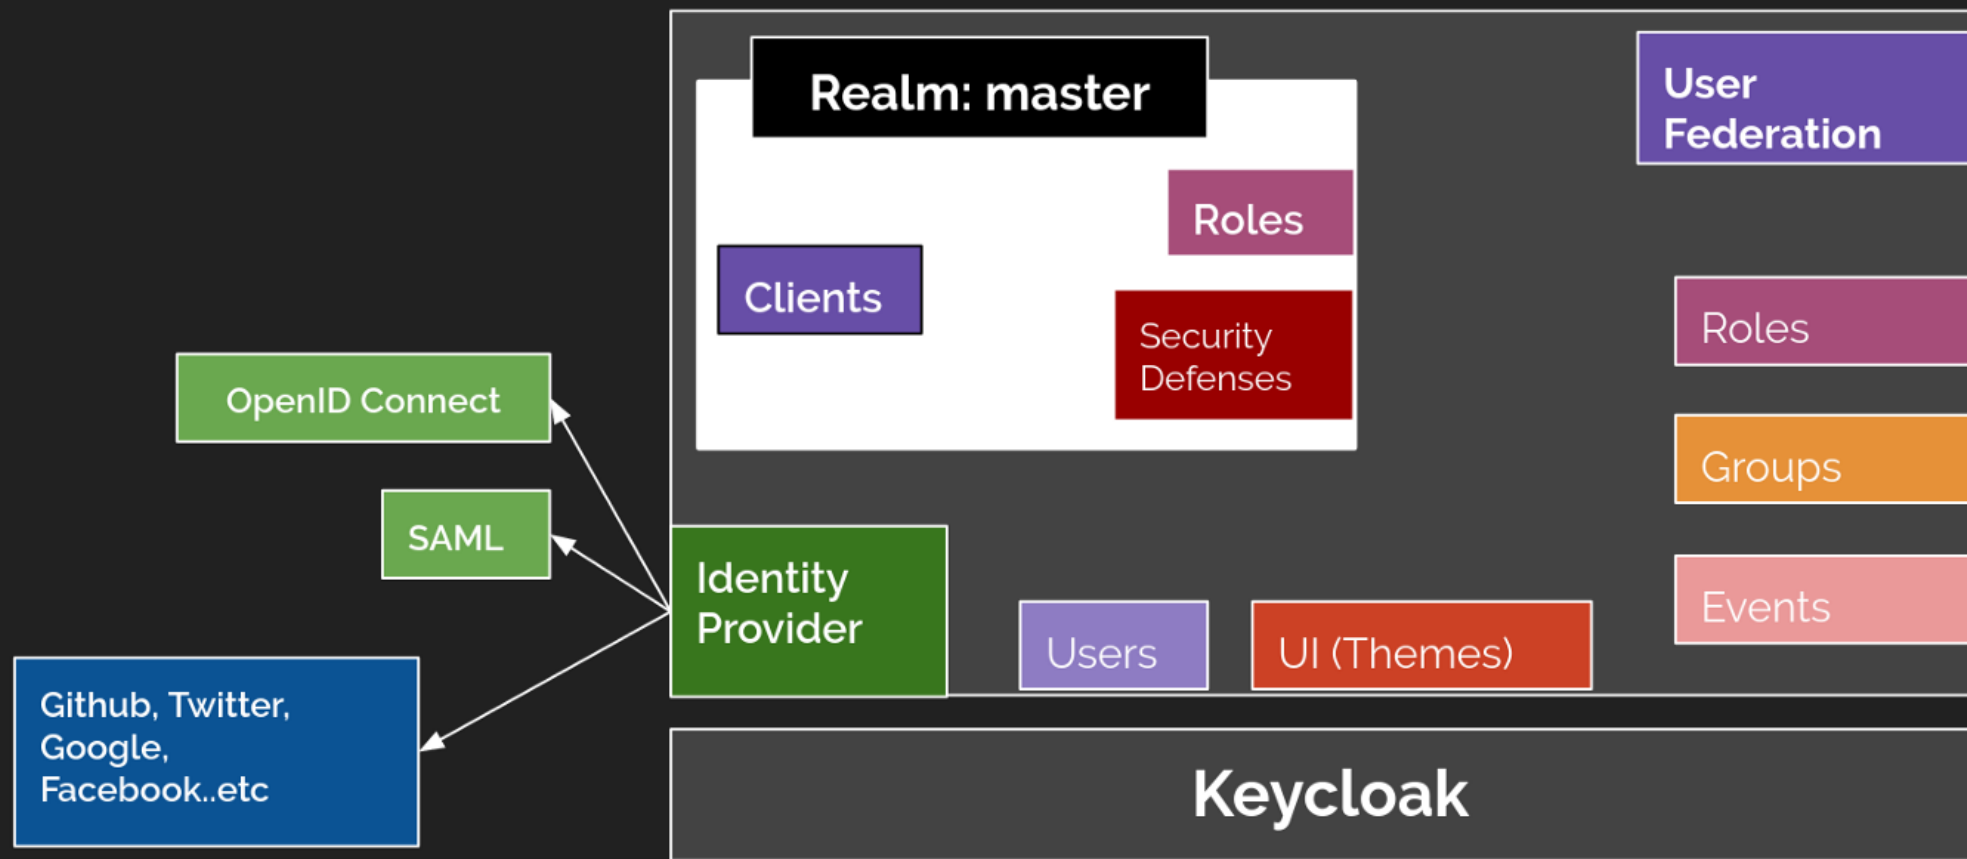 Realm: master
User
Federation
Roles
Clients
Security
Defenses
Roles
OpenID Connect
Groups
SAML
Identity
Provider
Events
Users
UI (Themes)
Github, Twitter,
Google,
Facebook..etc
Keycloak